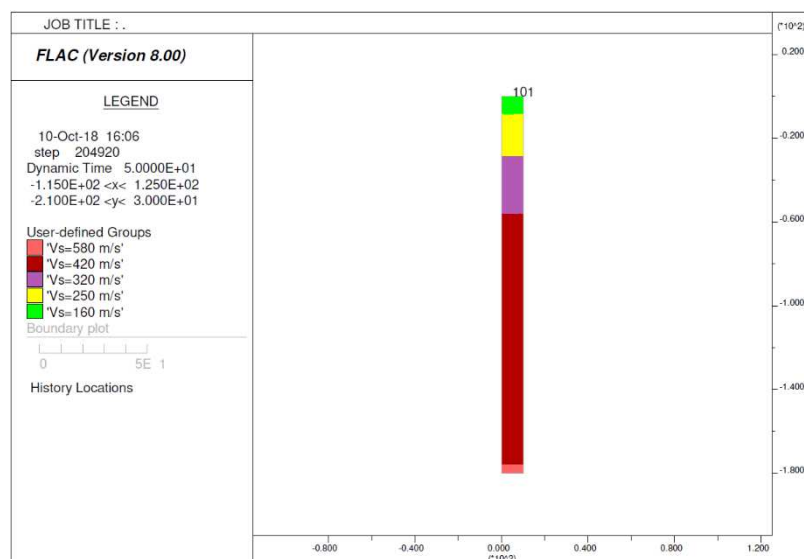 JOB TITLE : .
FLAC (Version 8.00)
LEGEND
10-Oct-18 16:06
step 204920
Dynamic Time 5.0000E+01
-1.150E+02 <x< 1.250E+02
-2.100E+02 <y< 3.000E+01
User-defined Groups
'Vs=580 m/s'
'Vs=420 m/s'
'Vs=320 m/s'
'Vs=250 m/s'
'Vs=160 m/s'
Boundary plot
0 5E 1
History Locations
101
(*10^2)
0.200
-0.200
-0.600
-1.000
-1.400
-1.800
-0.800 -0.400 0.000 0.400 0.800 1.200